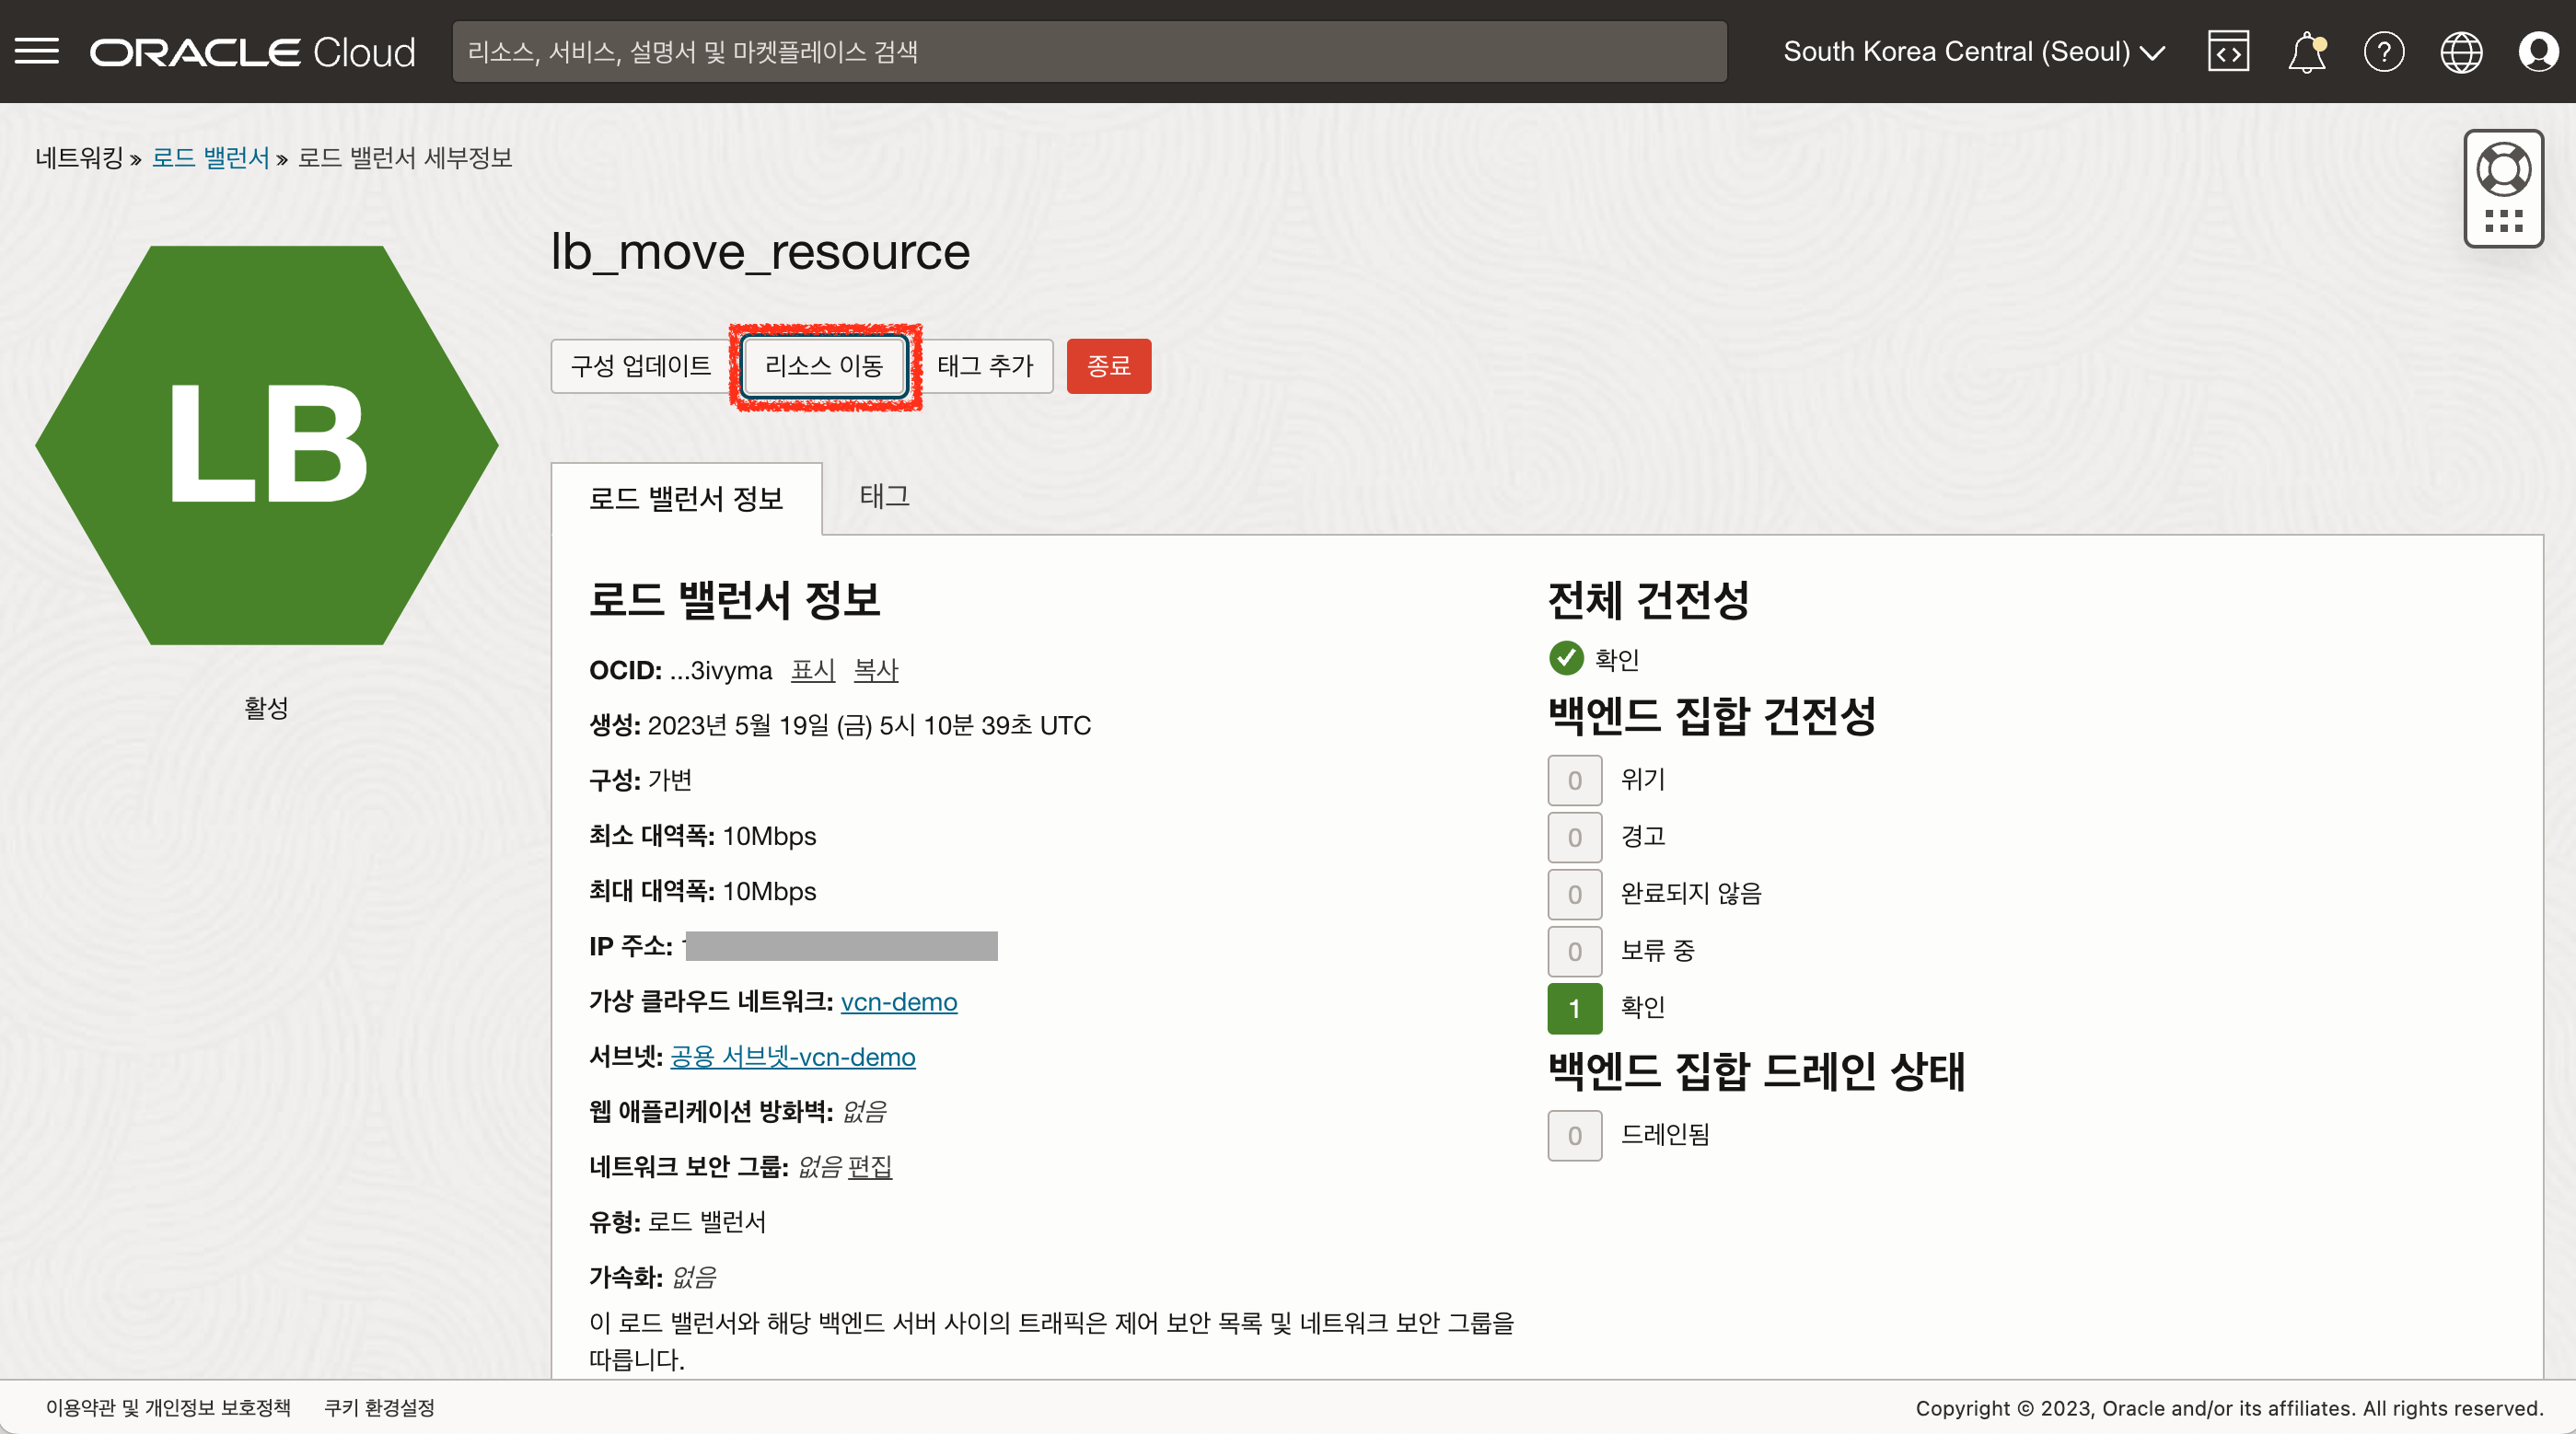 ORACLE Cloud
리소스, 서비스, 설명서 및 마켓플레이스 검색
South Korea Central (Seoul)
네트워킹 » 로드 밸런서 » 로드 밸런서 세부정보
lb_move_resource
구성 업데이트 리소스 이동 태그 추가 종료
LB
활성
로드 밸런서 정보 태그
로드 밸런서 정보
OCID: ...3ivyma 표시 복사
생성: 2023년 5월 19일 (금) 5시 10분 39초 UTC
구성: 가변
최소 대역폭: 10Mbps
최대 대역폭: 10Mbps
IP 주소:
가상 클라우드 네트워크: vcn-demo
서브넷: 공용 서브넷-vcn-demo
웹 애플리케이션 방화벽: 없음
네트워크 보안 그룹: 없음 편집
유형: 로드 밸런서
가속화: 없음
이 로드 밸런서와 해당 백엔드 서버 사이의 트래픽은 제어 보안 목록 및 네트워크 보안 그룹을
따릅니다.
전체 건전성
확인
백엔드 집합 건전성
0 위기
0 경고
0 완료되지 않음
0 보류 중
1 확인
백엔드 집합 드레인 상태
0 드레인됨
이용약관 및 개인정보 보호정책 쿠키 환경설정
Copyright © 2023, Oracle and/or its affiliates. All rights reserved.